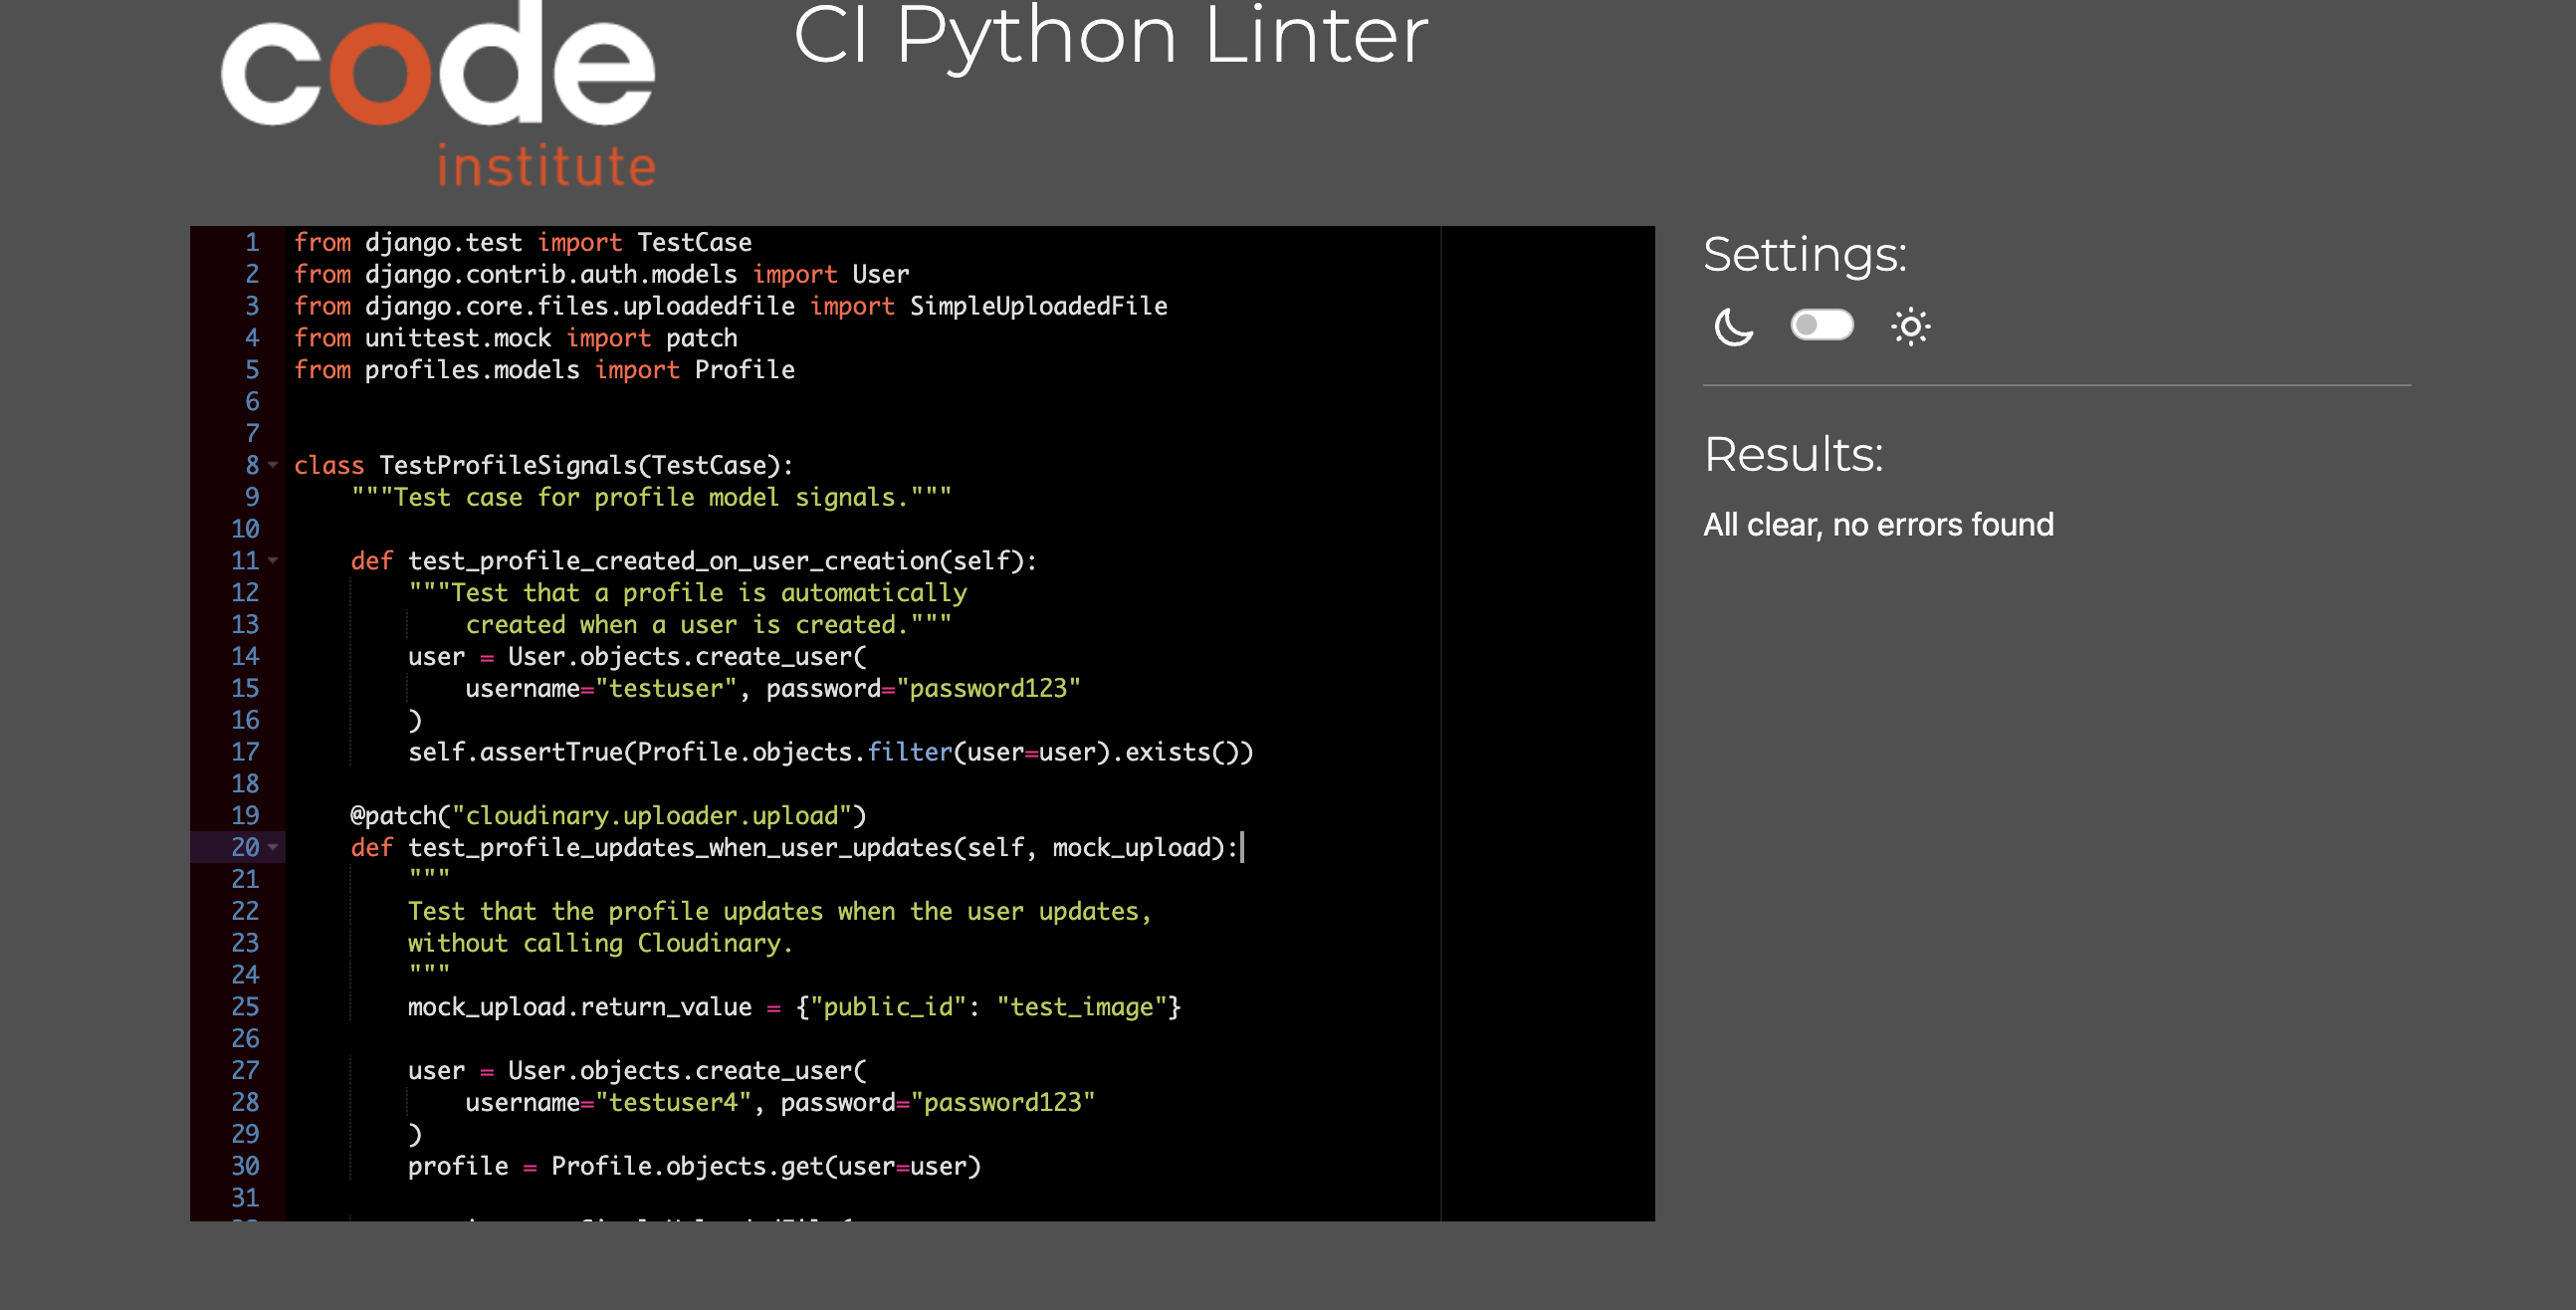 code
institute
CI Python Linter
1 from django.test import TestCase
2 from django.contrib.auth.models import User
3 from django.core.files.uploadedfile import SimpleUploadedFile
4 from unittest.mock import patch
5 from profiles.models import Profile
6
7
8 class TestProfileSignals(TestCase):
9     """Test case for profile model signals."""
10
11     def test_profile_created_on_user_creation(self):
12         """Test that a profile is automatically
13             created when a user is created."""
14         user = User.objects.create_user(
15             username="testuser", password="password123"
16         )
17         self.assertTrue(Profile.objects.filter(user=user).exists())
18
19     @patch("cloudinary.uploader.upload")
20     def test_profile_updates_when_user_updates(self, mock_upload):
21         """
22         Test that the profile updates when the user updates,
23         without calling Cloudinary.
24         """
25         mock_upload.return_value = {"public_id": "test_image"}
26
27         user = User.objects.create_user(
28             username="testuser4", password="password123"
29         )
30         profile = Profile.objects.get(user=user)
31
Settings:
Results:
All clear, no errors found